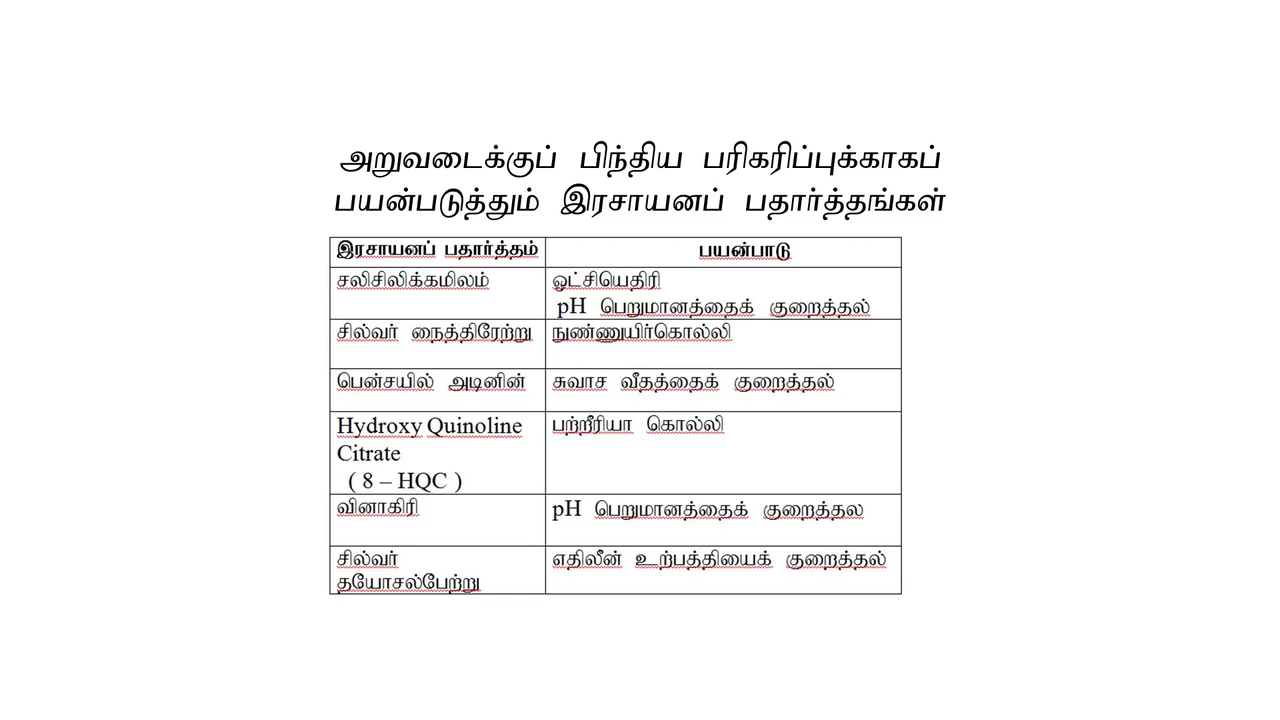 அறுவடைக்குப் பிந்திய பரிகரிப்புக்காகப்
பயன்படுத்தும் இரசாயனப் பதார்த்தங்கள்
இரசாயனப் பதார்த்தம் பயன்பாடு
சலிசிலிக்கமிலம் ஓட்சியெதிரி
pH பெறுமானத்தைக் குறைத்தல்
சில்வர் நைத்திரேற்று நுண்ணுயிர்கொல்லி
பென்சயில் அடினின் சுவாச வீதத்தைக் குறைத்தல்
Hydroxy Quinoline பற்றீரியா கொல்லி
Citrate
( 8 – HQC )
வினாகிரி pH பெறுமானத்தைக் குறைத்தல
சில்வர் எதிலீன் உற்பத்தியைக் குறைத்தல்
தயோசல்பேற்று